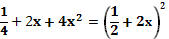 1/4 + 2x + 4x² = (1/2 + 2x)²